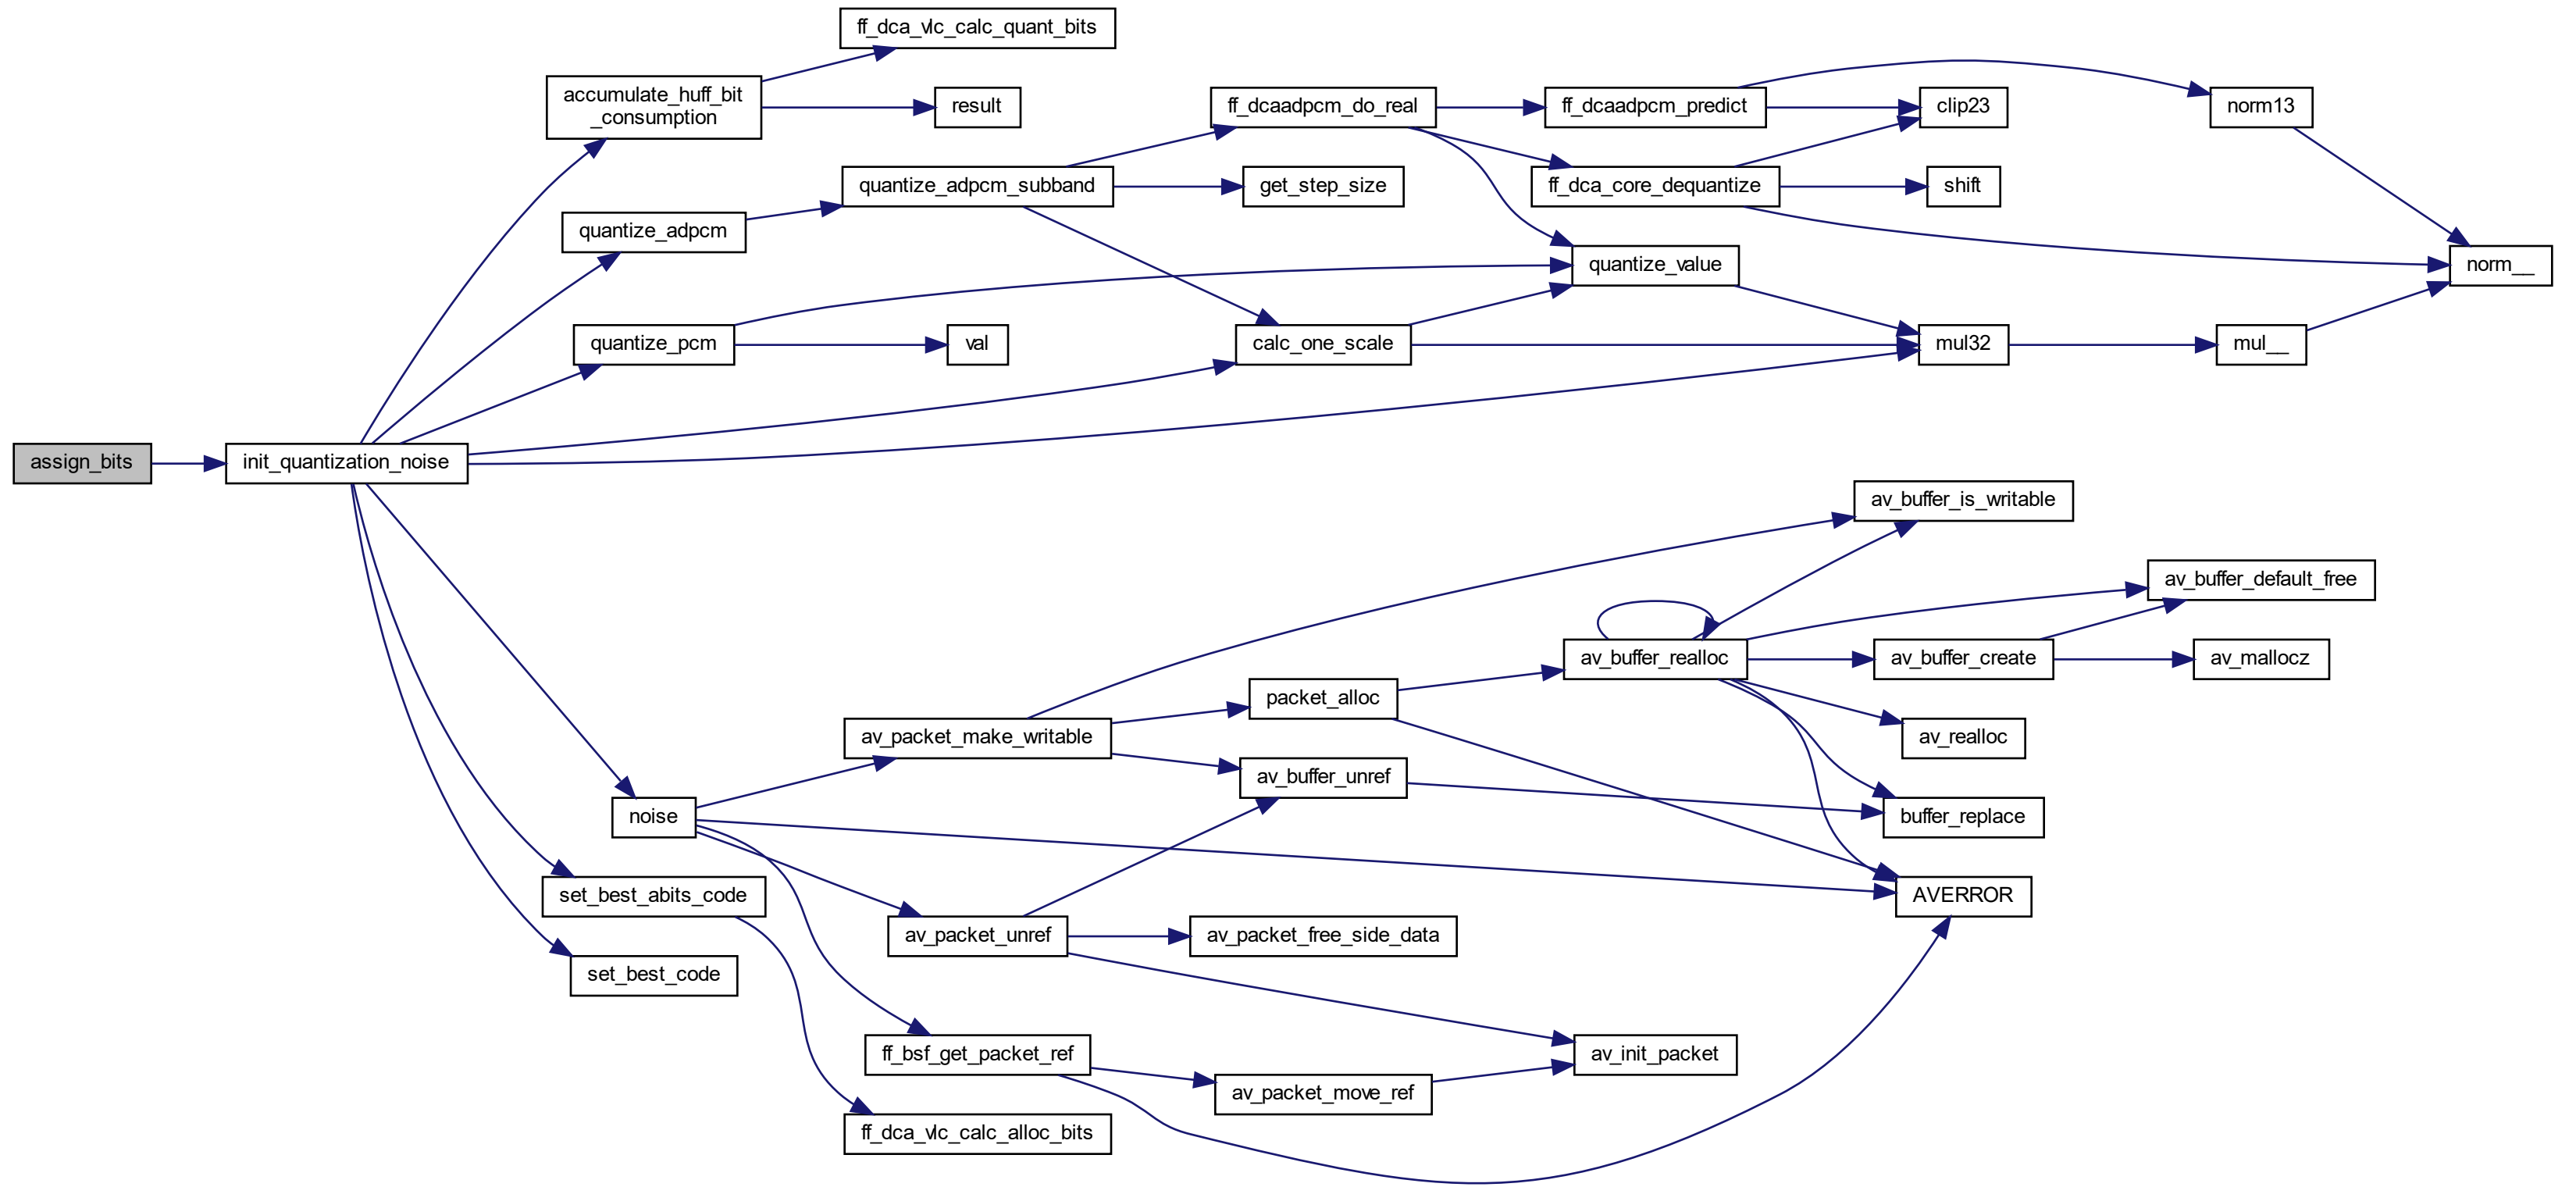 ff_dca_vlc_calc_quant_bits
accumulate_huff_bit
_consumption
result
ff_dcaadpcm_do_real
ff_dcaadpcm_predict
clip23
norm13
quantize_adpcm_subband
get_step_size
ff_dca_core_dequantize
shift
quantize_adpcm
quantize_value
norm__
quantize_pcm
val
calc_one_scale
mul32
mul__
assign_bits
init_quantization_noise
av_buffer_is_writable
av_buffer_default_free
av_buffer_realloc
av_buffer_create
av_mallocz
packet_alloc
av_packet_make_writable
av_realloc
av_buffer_unref
noise
buffer_replace
set_best_abits_code
AVERROR
av_packet_unref
av_packet_free_side_data
set_best_code
ff_bsf_get_packet_ref
av_init_packet
av_packet_move_ref
ff_dca_vlc_calc_alloc_bits